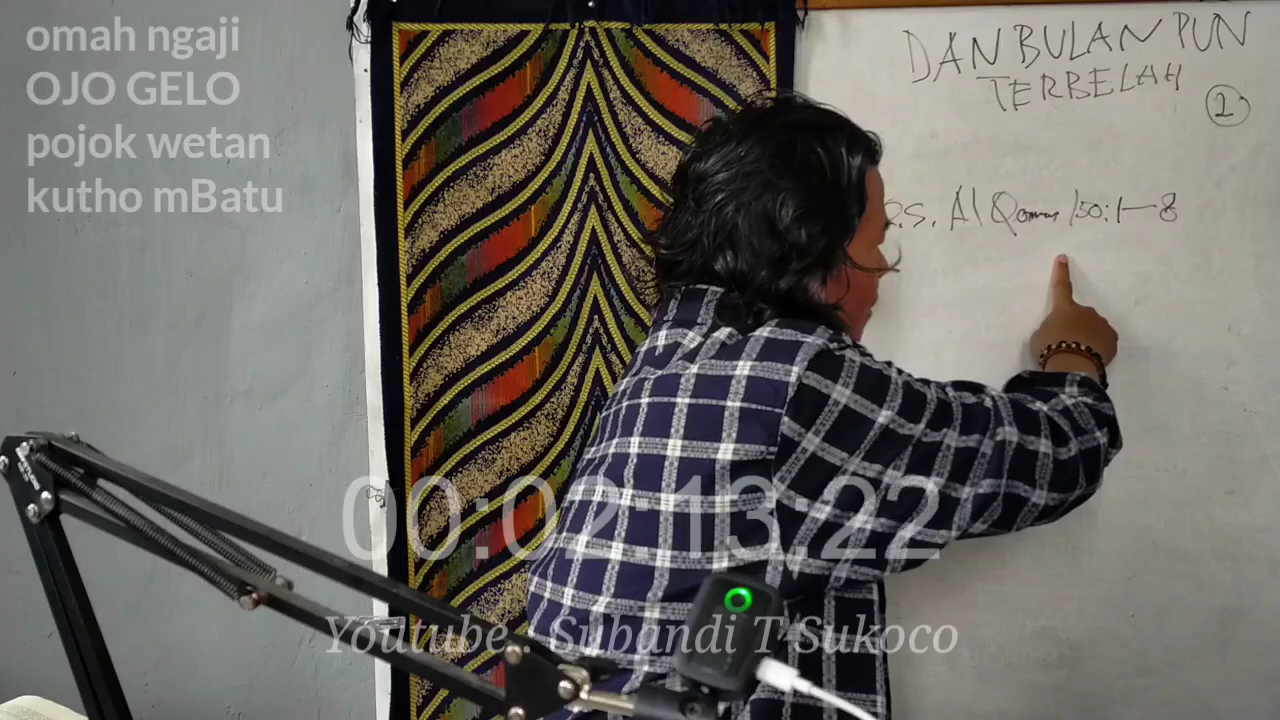 omah ngaji
OJO GELO
pojok wetan
kutho mBatu
DAN BULAN PUN
TERBELAH
2
Q.S. Al Qomar /50:1-8
00:02:13:22
Youtube : Subandi T Sukoco